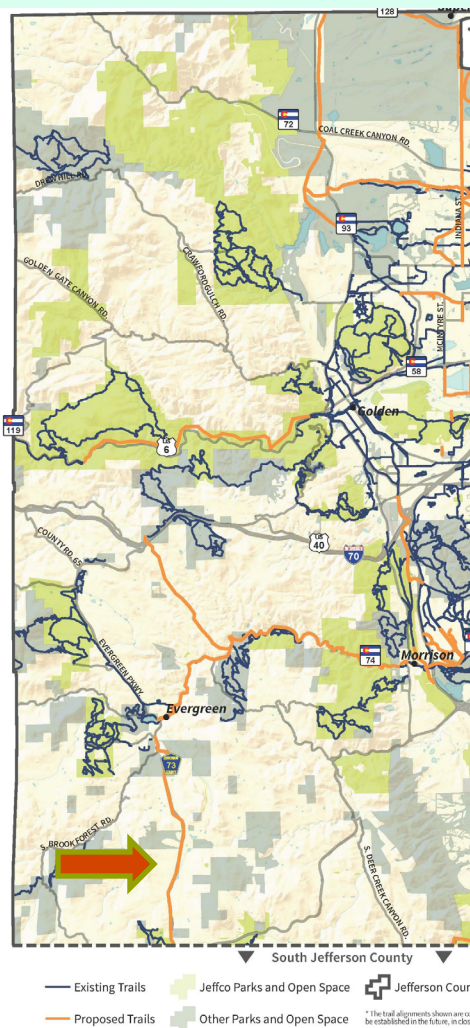 128
72
COAL CREEK CANYON RD.
INDIANA ST.
93
CRAWFORD GULCH RD.
GOLDEN GATE CANYON RD.
MCINTYRE ST.
58
Golden
119
US
6
US
40
70
COUNTY RD. 65
EVERGREEN PKWY.
74
Morrison
Evergreen
73
S. BROOK FOREST RD.
S. DEER CREEK CANYON RD.
South Jefferson County
Existing Trails
Jeffco Parks and Open Space
Jefferson Coun
Proposed Trails
Other Parks and Open Space
* The trail alignments shown are co
be established in the future, in clos